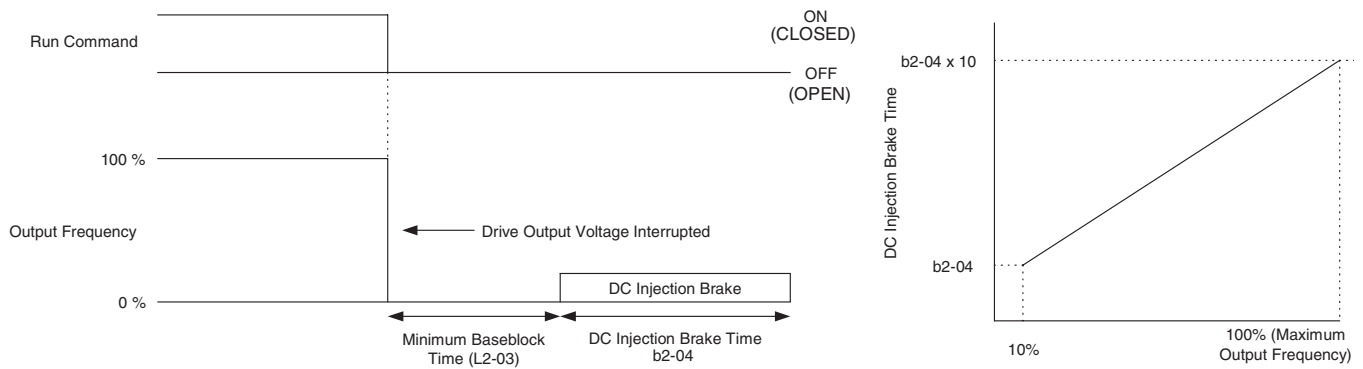 Run Command
ON
(CLOSED)
OFF
(OPEN)
100 %
Output Frequency
Drive Output Voltage Interrupted
0 %
DC Injection Brake
Minimum Baseblock
Time (L2-03)
DC Injection Brake Time
b2-04
DC Injection Brake Time
b2-04 x 10
b2-04
10%
100% (Maximum
Output Frequency)